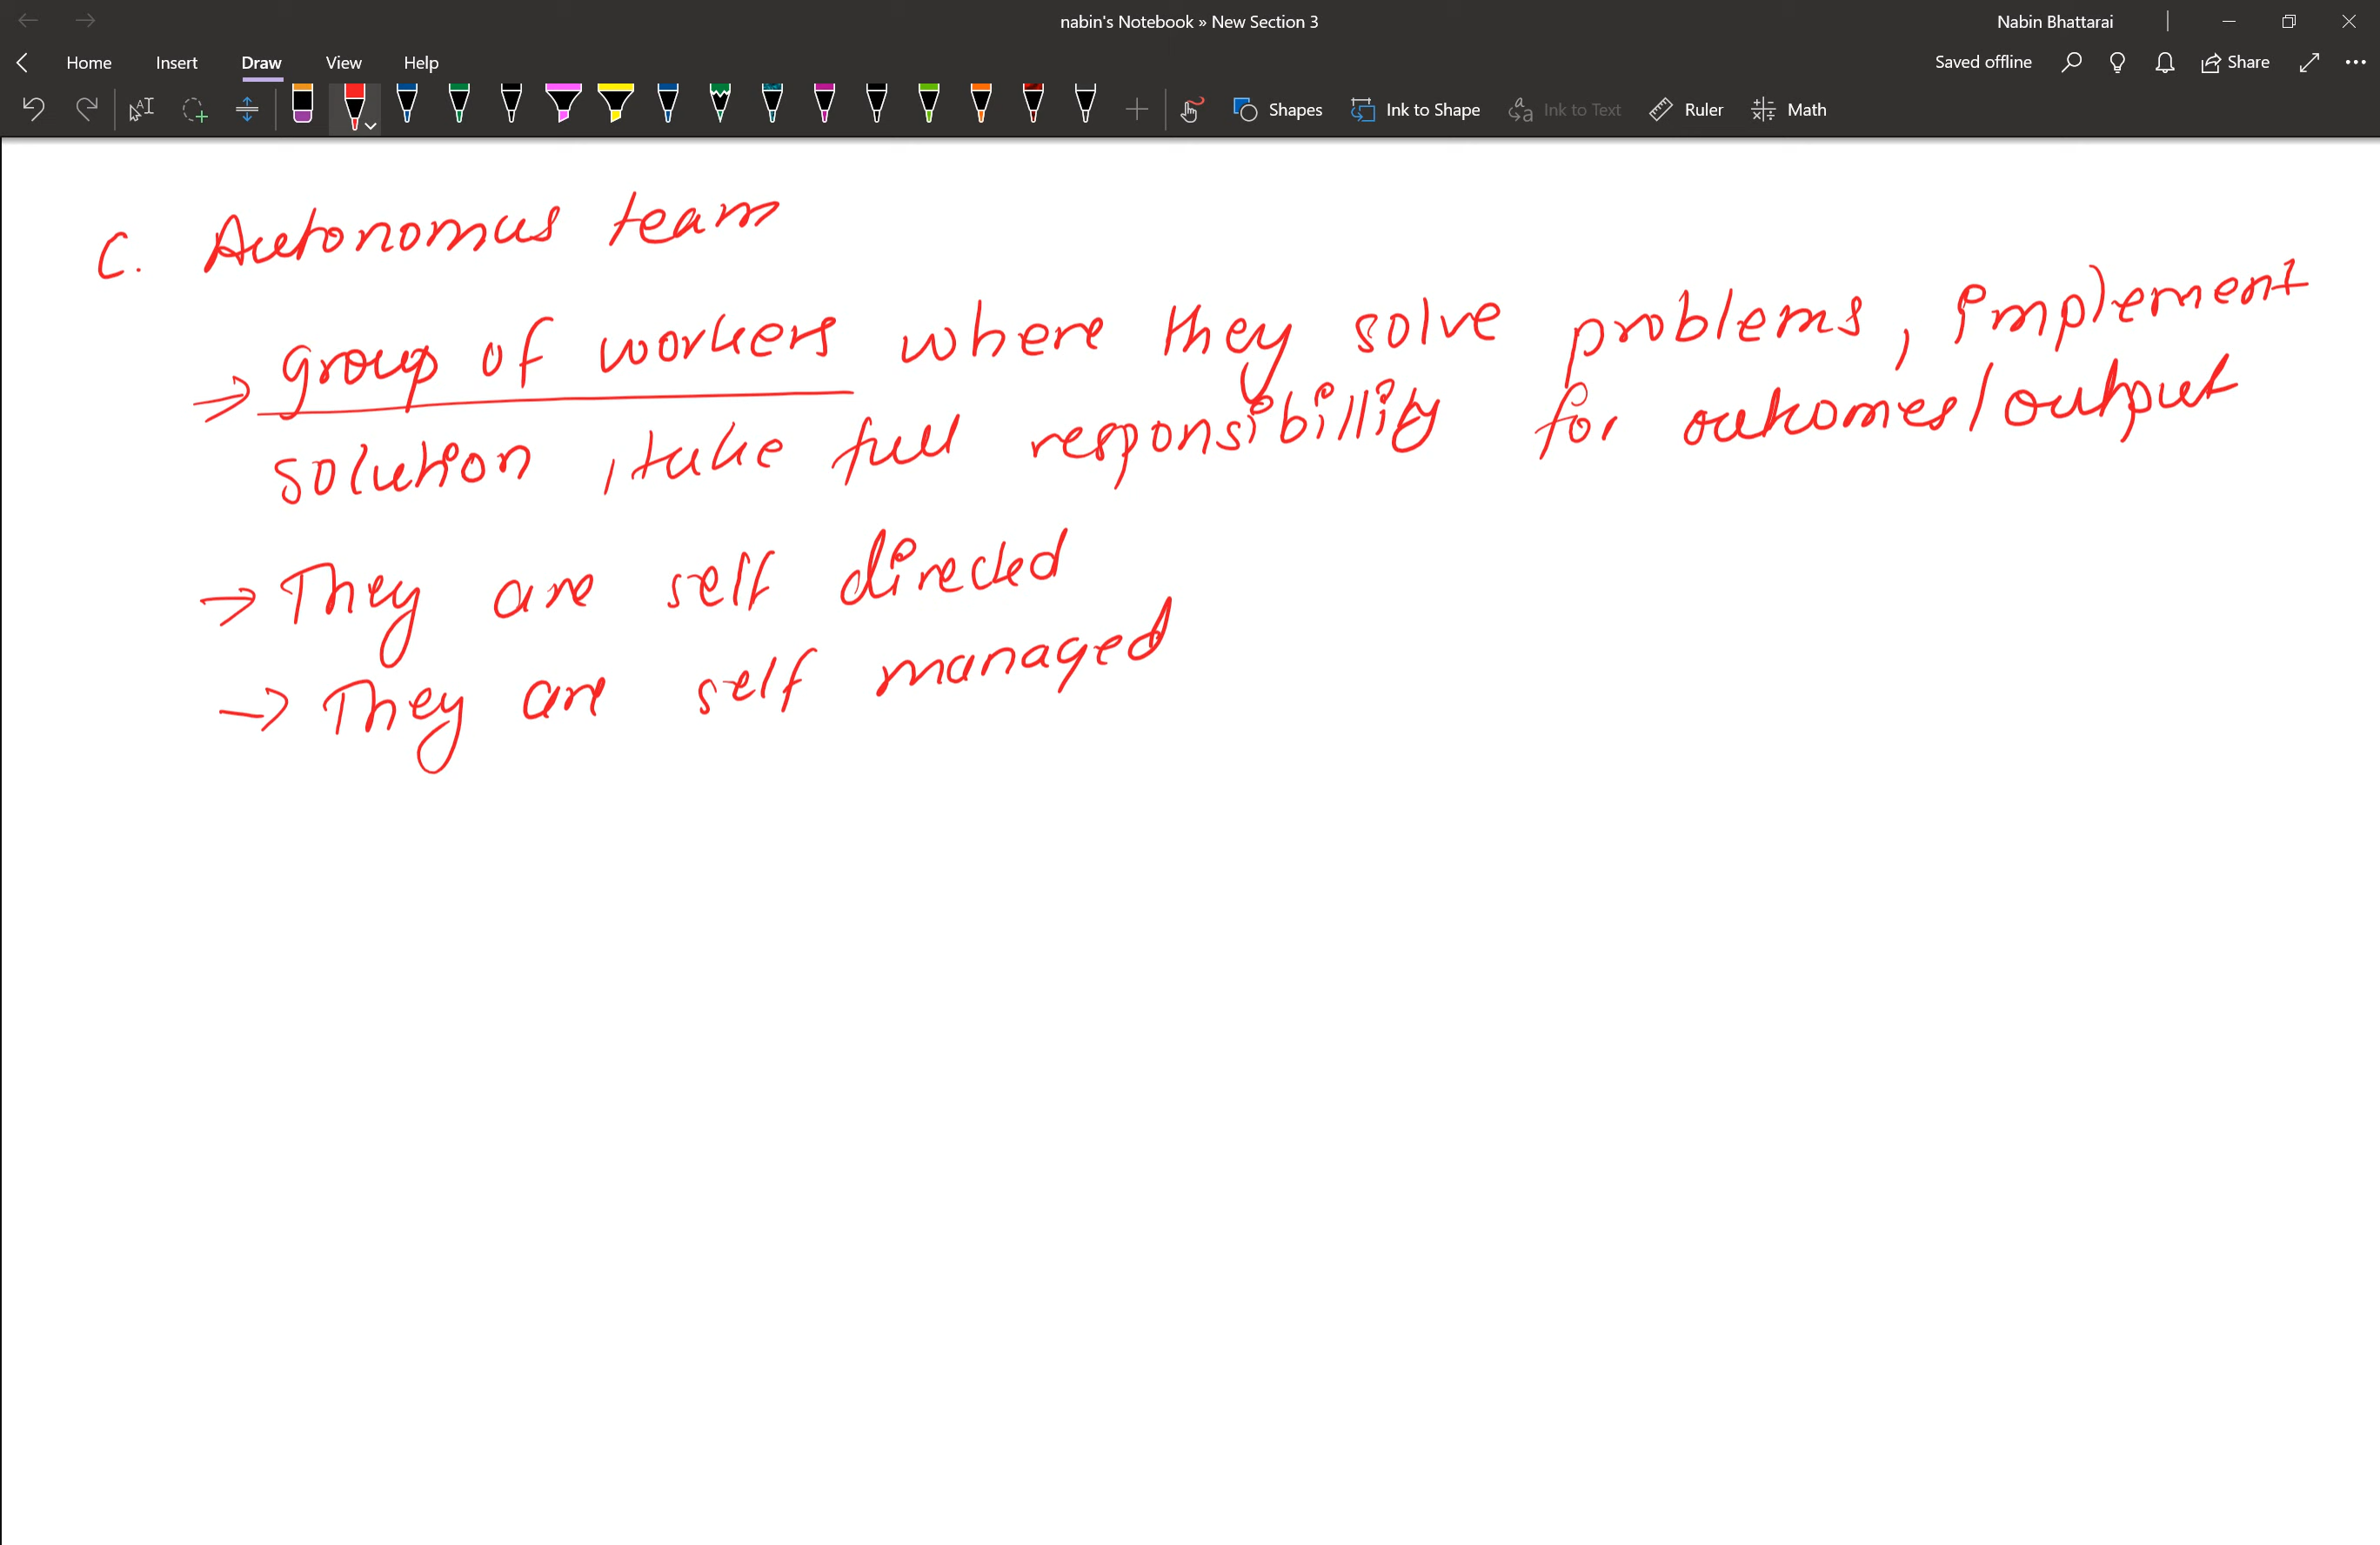 nabin's Notebook » New Section 3
Nabin Bhattarai
Home Insert Draw View Help
Saved offline Share
Shapes Ink to Shape Ink to Text Ruler Math
C. Autonomus team
⇒ group of workers where they solve problems, implement
solution, take full responsibillity for outcomes/output
→ They are self directed
→ They are self managed